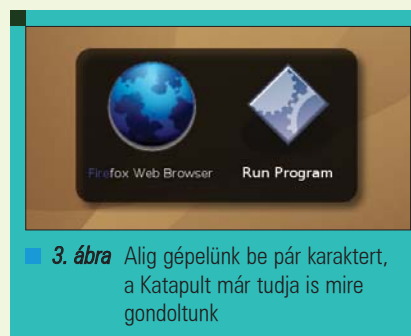 Firefox Web Browser
Run Program
3. ábra Alig gépelünk be pár karaktert,
a Katapult már tudja is mire
gondoltunk